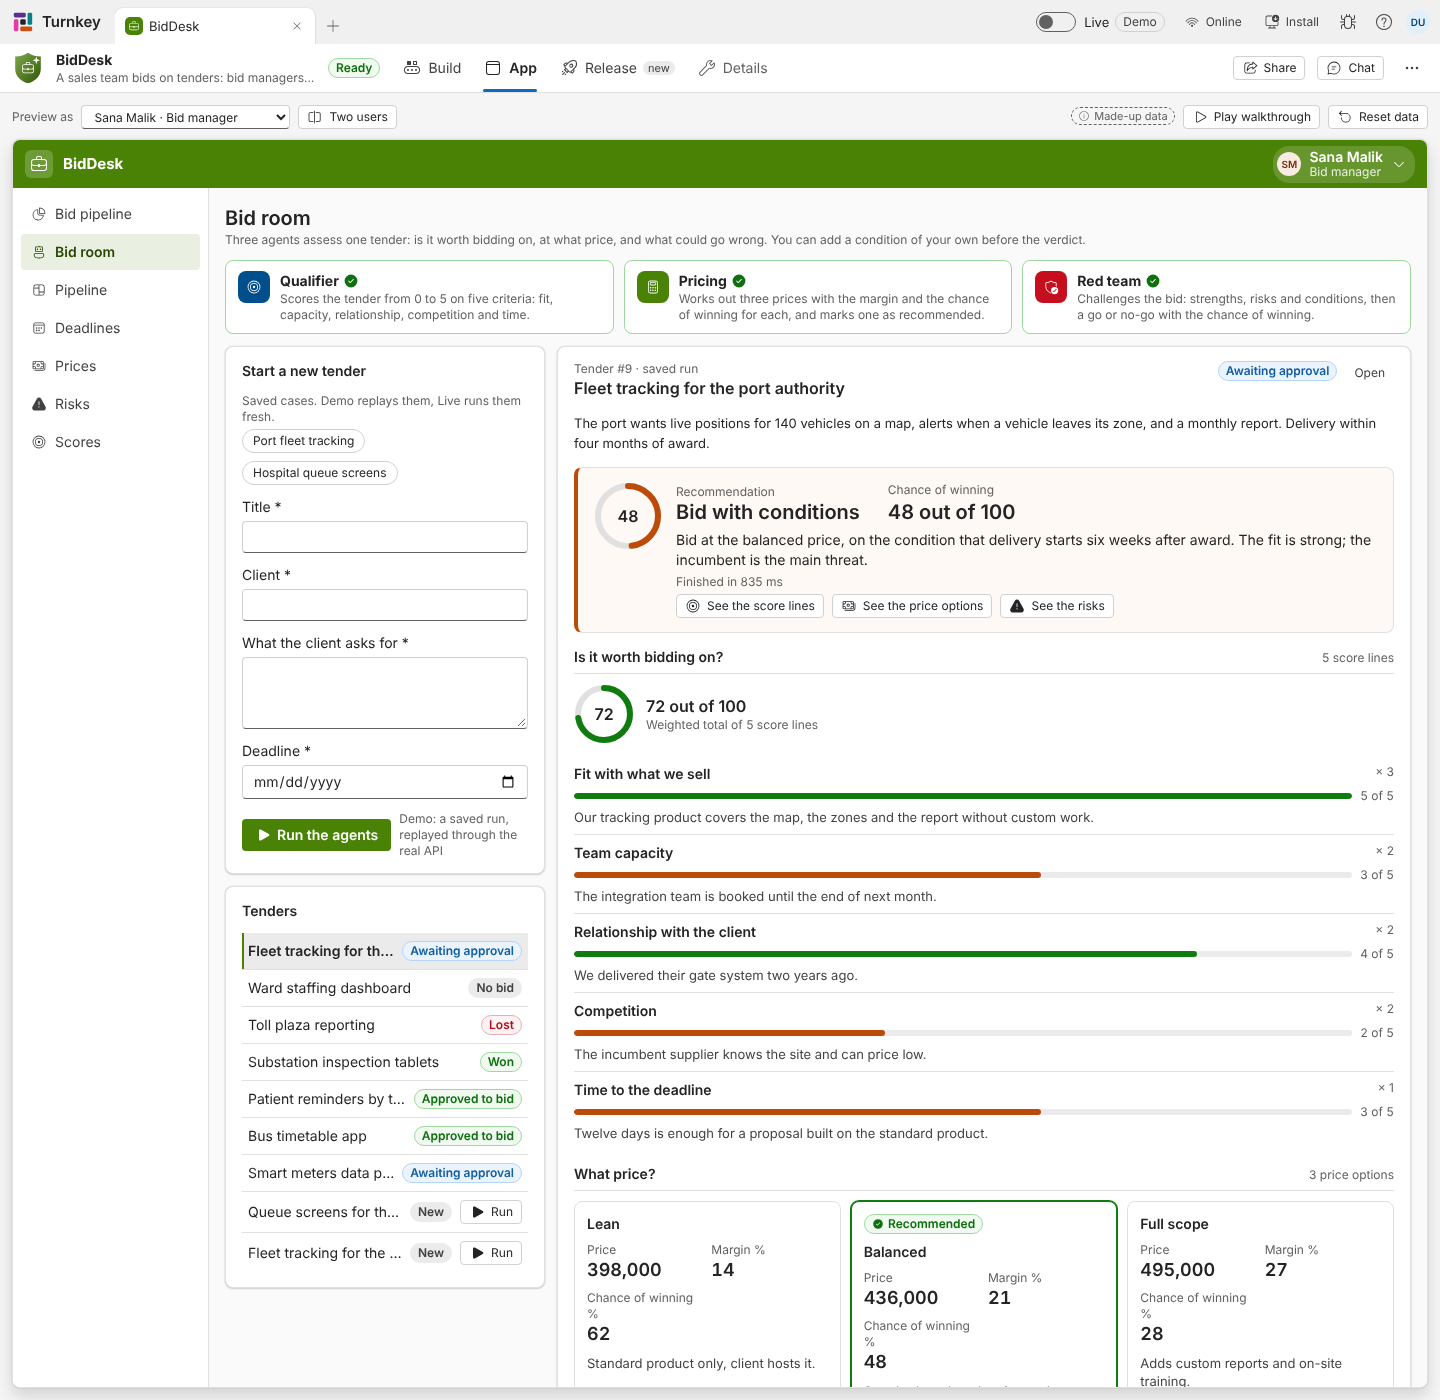 Turnkey
BidDesk
Live
Demo
Online
Install
DU
BidDesk
A sales team bids on tenders: bid managers...
Ready
Build
App
Release
new
Details
Share
Chat
Preview as
Sana Malik · Bid manager
Two users
Made-up data
Play walkthrough
Reset data
BidDesk
SM
Sana Malik
Bid manager
Bid pipeline
Bid room
Pipeline
Deadlines
Prices
Risks
Scores
Bid room
Three agents assess one tender: is it worth bidding on, at what price, and what could go wrong. You can add a condition of your own before the verdict.
Qualifier
Scores the tender from 0 to 5 on five criteria: fit,
capacity, relationship, competition and time.
Pricing
Works out three prices with the margin and the chance
of winning for each, and marks one as recommended.
Red team
Challenges the bid: strengths, risks and conditions, then
a go or no-go with the chance of winning.
Start a new tender
Saved cases. Demo replays them, Live runs them
fresh.
Port fleet tracking
Hospital queue screens
Title *
Client *
What the client asks for *
Deadline *
mm/dd/yyyy
Run the agents
Demo: a saved run,
replayed through the
real API
Tenders
Fleet tracking for th...
Awaiting approval
Ward staffing dashboard
No bid
Toll plaza reporting
Lost
Substation inspection tablets
Won
Patient reminders by t...
Approved to bid
Bus timetable app
Approved to bid
Smart meters data p...
Awaiting approval
Queue screens for th...
New
Run
Fleet tracking for the ...
New
Run
Tender #9 · saved run
Fleet tracking for the port authority
Awaiting approval
Open
The port wants live positions for 140 vehicles on a map, alerts when a vehicle leaves its zone, and a monthly report. Delivery within
four months of award.
48
Recommendation
Bid with conditions
Chance of winning
48 out of 100
Bid at the balanced price, on the condition that delivery starts six weeks after award. The fit is strong; the
incumbent is the main threat.
Finished in 835 ms
See the score lines
See the price options
See the risks
Is it worth bidding on?
5 score lines
72
72 out of 100
Weighted total of 5 score lines
Fit with what we sell
× 3
5 of 5
Our tracking product covers the map, the zones and the report without custom work.
Team capacity
× 2
3 of 5
The integration team is booked until the end of next month.
Relationship with the client
× 2
4 of 5
We delivered their gate system two years ago.
Competition
× 2
2 of 5
The incumbent supplier knows the site and can price low.
Time to the deadline
× 1
3 of 5
Twelve days is enough for a proposal built on the standard product.
What price?
3 price options
Lean
Price
398,000
Margin %
14
Chance of winning
%
62
Standard product only, client hosts it.
Recommended
Balanced
Price
436,000
Margin %
21
Chance of winning
%
48
Full scope
Price
495,000
Margin %
27
Chance of winning
%
28
Adds custom reports and on-site
training.